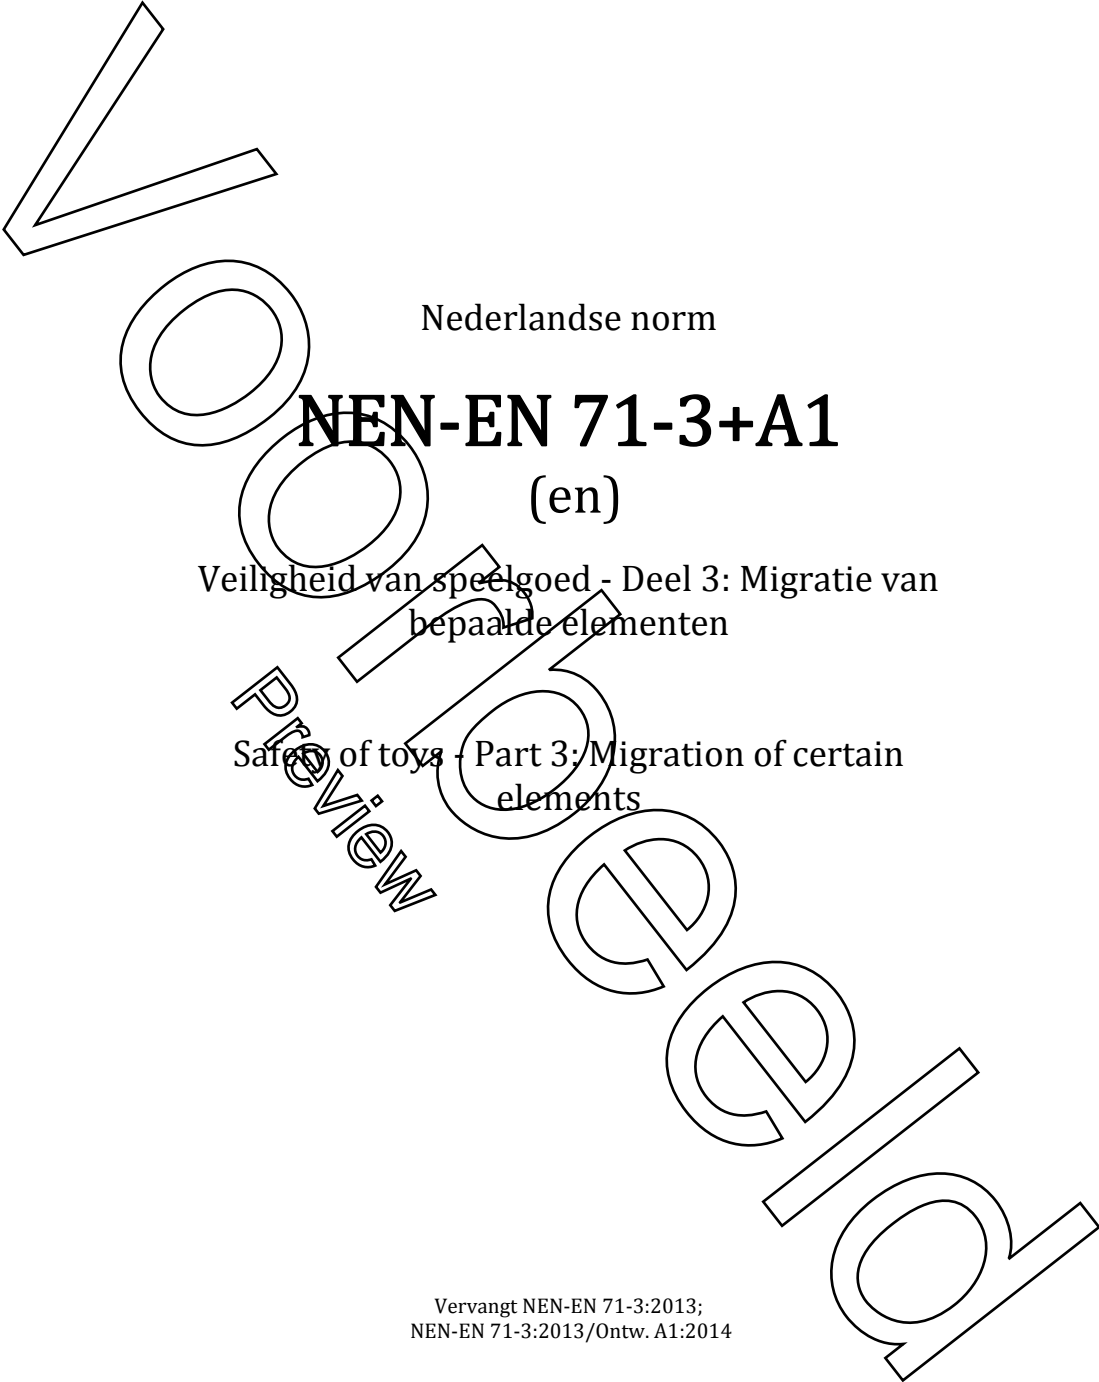 Nederlandse norm
NEN-EN 71-3+A1
(en)
Veiligheid van speelgoed - Deel 3: Migratie van
bepaalde elementen
Safety of toys - Part 3: Migration of certain
elements
Vervangt NEN-EN 71-3:2013;
NEN-EN 71-3:2013/Ontw. A1:2014
Voorbeeld
Preview